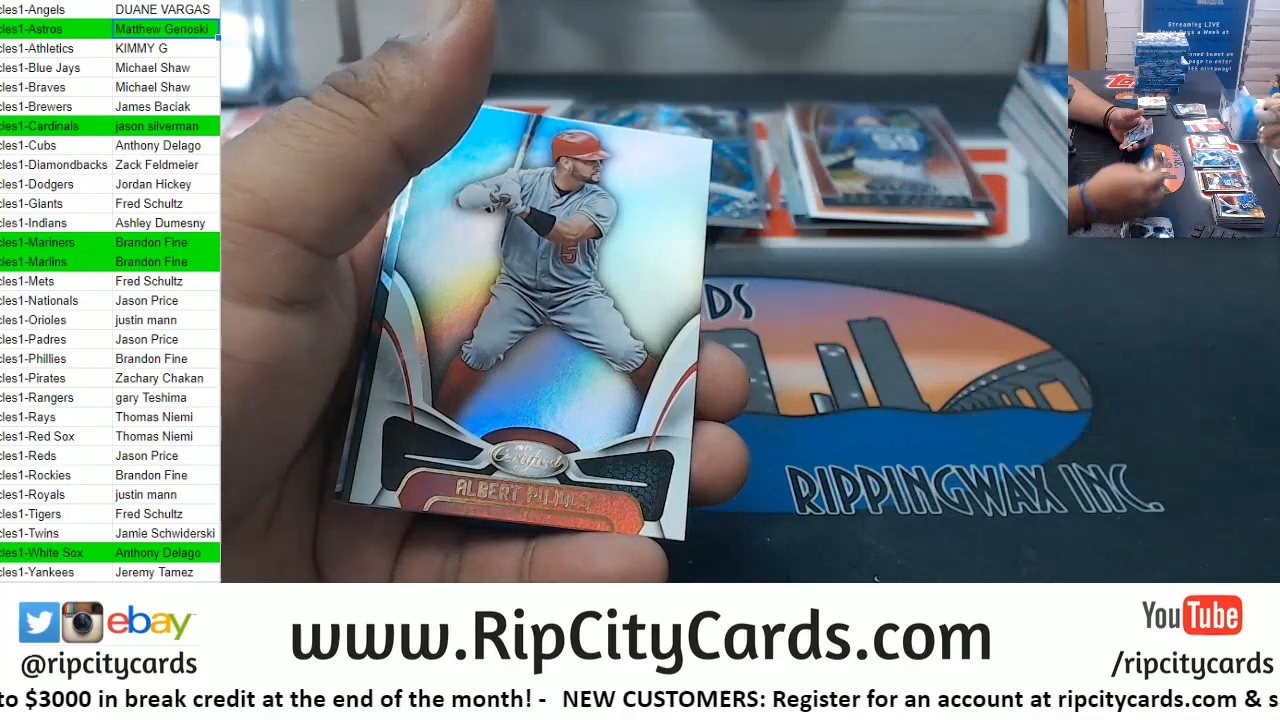 cles1-Angels DUANE VARGAS
cles1-Astros Matthew Genoski
cles1-Athletics KIMMY G
cles1-Blue Jays Michael Shaw
cles1-Braves Michael Shaw
cles1-Brewers James Baciak
cles1-Cardinals jason silverman
cles1-Cubs Anthony Delago
cles1-Diamondbacks Zack Feldmeier
cles1-Dodgers Jordan Hickey
cles1-Giants Fred Schultz
cles1-Indians Ashley Dumesny
cles1-Mariners Brandon Fine
cles1-Marlins Brandon Fine
cles1-Mets Fred Schultz
cles1-Nationals Jason Price
cles1-Orioles justin mann
cles1-Padres Jason Price
cles1-Phillies Brandon Fine
cles1-Pirates Zachary Chakan
cles1-Rangers gary Teshima
cles1-Rays Thomas Niemi
cles1-Red Sox Thomas Niemi
cles1-Reds Jason Price
cles1-Rockies Brandon Fine
cles1-Royals justin mann
cles1-Tigers Fred Schultz
cles1-Twins Jamie Schwiderski
cles1-White Sox Anthony Delago
cles1-Yankees Jeremy Tamez
Streaming LIVE
5
Certified
ALBERT PUJOLS
DS
RIPPINGWAX INC.
ebay
@ripcitycards
www.RipCityCards.com
YouTube
/ripcitycards
to $3000 in break credit at the end of the month! - NEW CUSTOMERS: Register for an account at ripcitycards.com & s